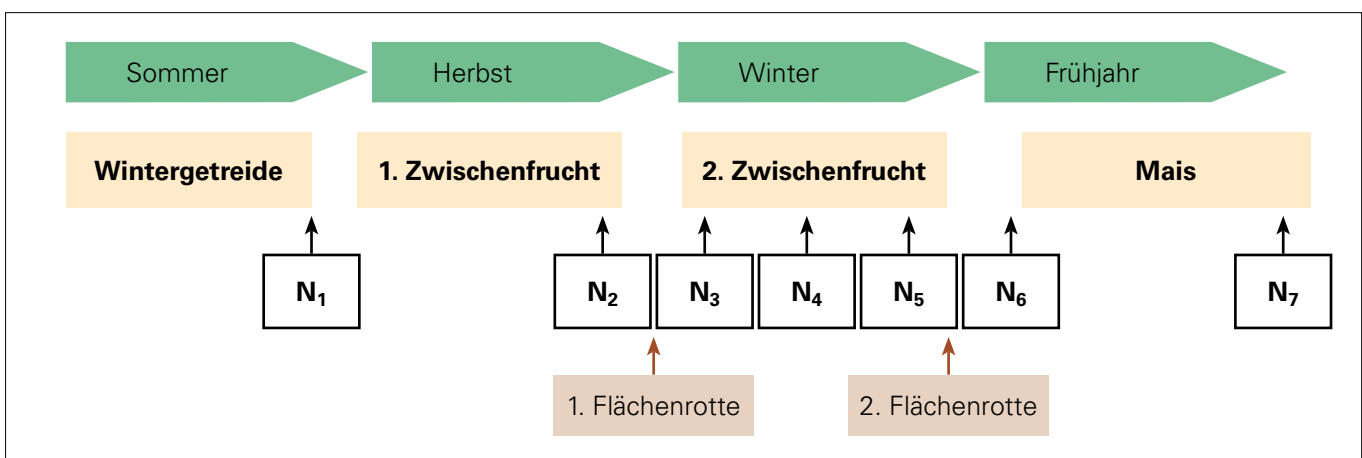 Sommer Herbst Winter Frühjahr
Wintergetreide 1. Zwischenfrucht 2. Zwischenfrucht Mais
N₁ N₂ N₃ N₄ N₅ N₆ N₇
1. Flächenrotte 2. Flächenrotte